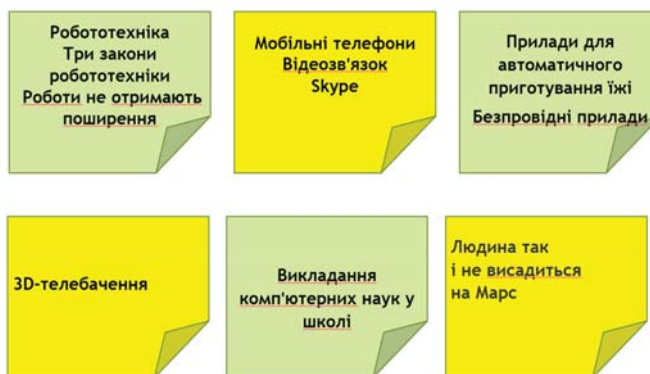 Робототехніка
Три закони
робототехніки
Роботи не отримають
поширення
Мобільні телефони
Відеозв'язок
Skype
Прилади для
автоматичного
приготування їжі
Безпровідні прилади
3D-телебачення
Викладання
комп'ютерних наук у
школі
Людина так
і не висадиться
на Марс